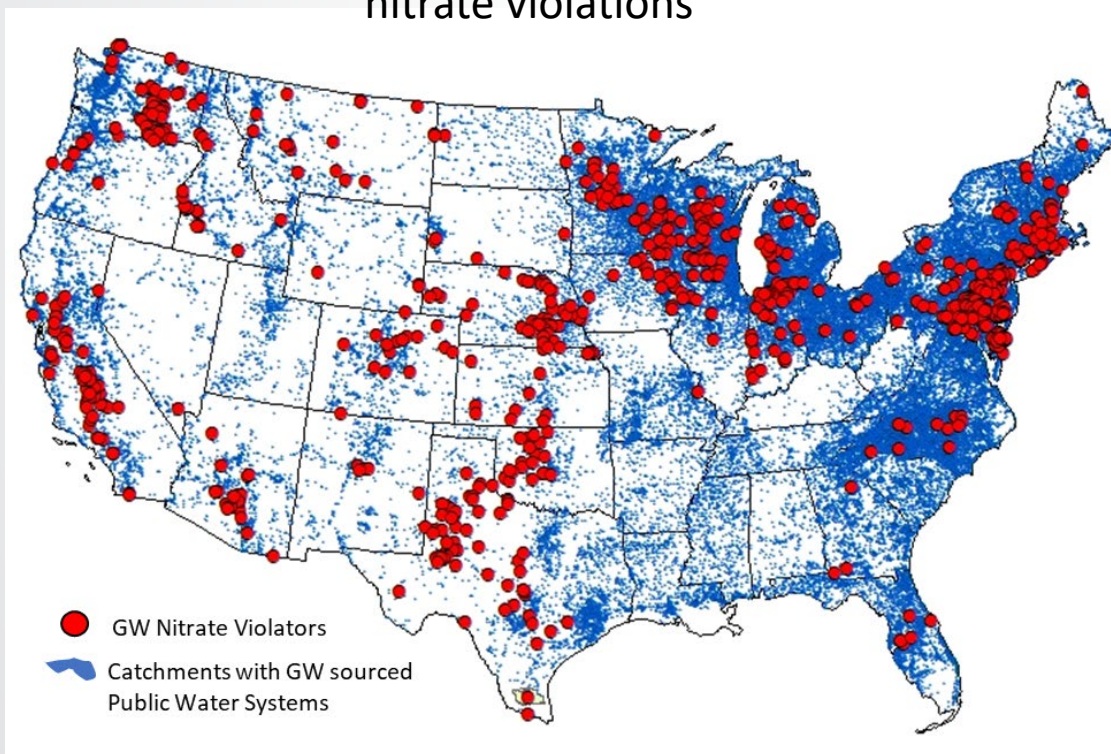 nitrate violations
GW Nitrate Violators
Catchments with GW sourced
Public Water Systems